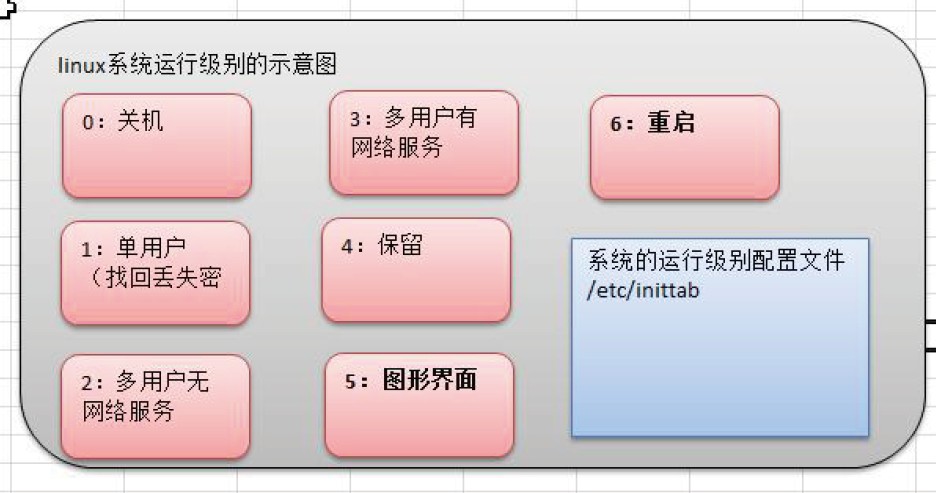 linux系统运行级别的示意图
0：关机
1：单用户
（找回丢失密
2：多用户无
网络服务
3：多用户有
网络服务
4：保留
5：图形界面
6：重启
系统的运行级别配置文件
/etc/inittab